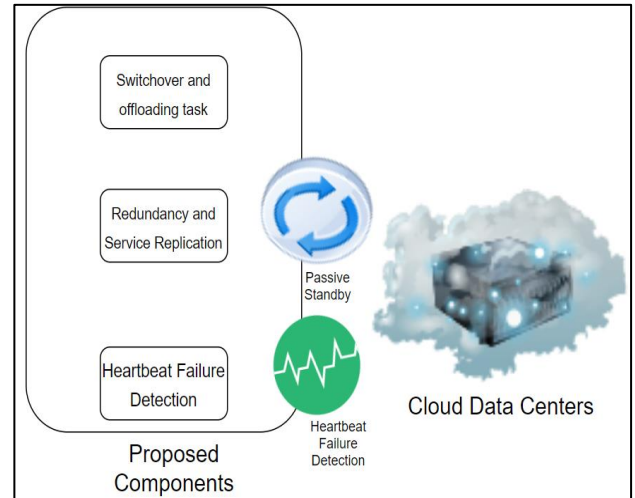 Switchover and
offloading task
Redundancy and
Service Replication
Passive
Standby
Heartbeat Failure
Detection
Heartbeat
Failure
Detection
Cloud Data Centers
Proposed
Components